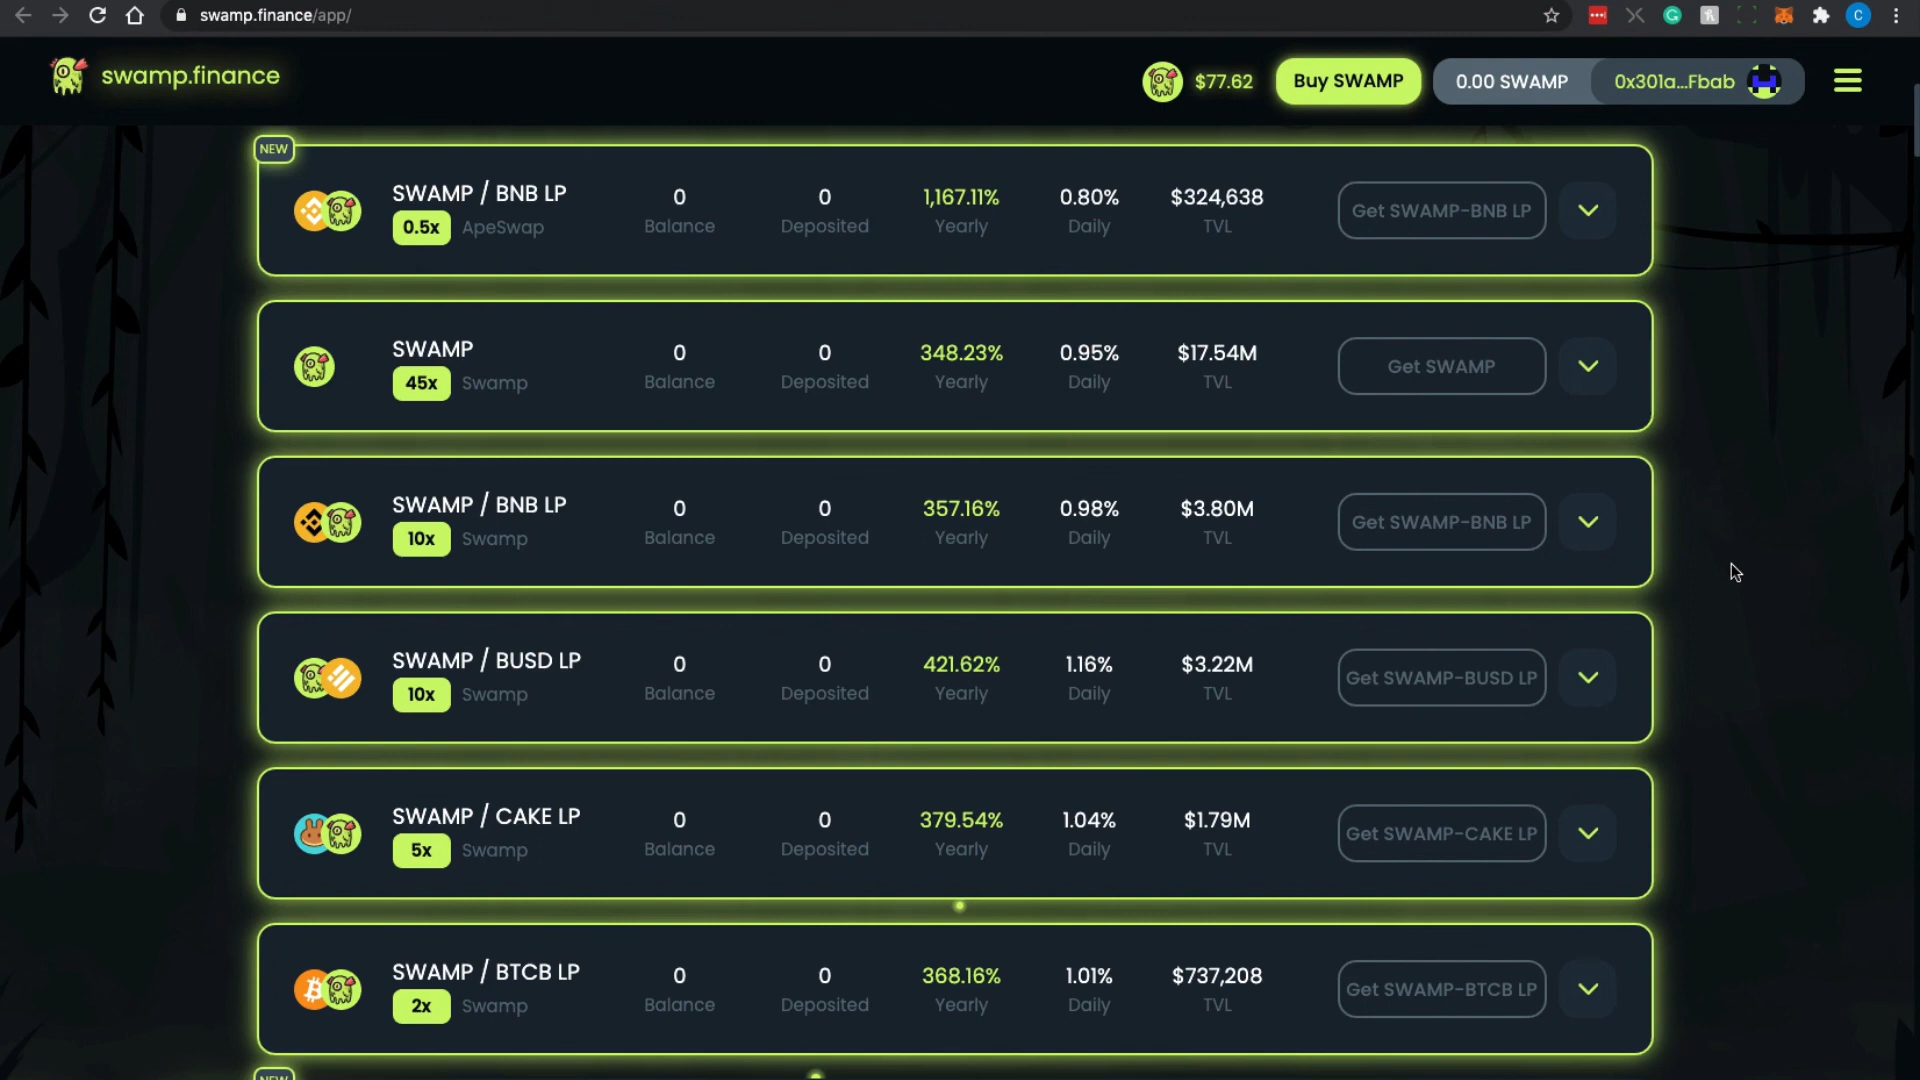 swamp.finance/app/
C
swamp.finance
$77.62
Buy SWAMP
0.00 SWAMP
0x301a...Fbab
NEW
SWAMP / BNB LP
0.5x
ApeSwap
0
Balance
0
Deposited
1,167.11%
Yearly
0.80%
Daily
$324,638
TVL
Get SWAMP-BNB LP
SWAMP
45x
Swamp
0
Balance
0
Deposited
348.23%
Yearly
0.95%
Daily
$17.54M
TVL
Get SWAMP
SWAMP / BNB LP
10x
Swamp
0
Balance
0
Deposited
357.16%
Yearly
0.98%
Daily
$3.80M
TVL
Get SWAMP-BNB LP
SWAMP / BUSD LP
10x
Swamp
0
Balance
0
Deposited
421.62%
Yearly
1.16%
Daily
$3.22M
TVL
Get SWAMP-BUSD LP
SWAMP / CAKE LP
5x
Swamp
0
Balance
0
Deposited
379.54%
Yearly
1.04%
Daily
$1.79M
TVL
Get SWAMP-CAKE LP
SWAMP / BTCB LP
2x
Swamp
0
Balance
0
Deposited
368.16%
Yearly
1.01%
Daily
$737,208
TVL
Get SWAMP-BTCB LP
NEW